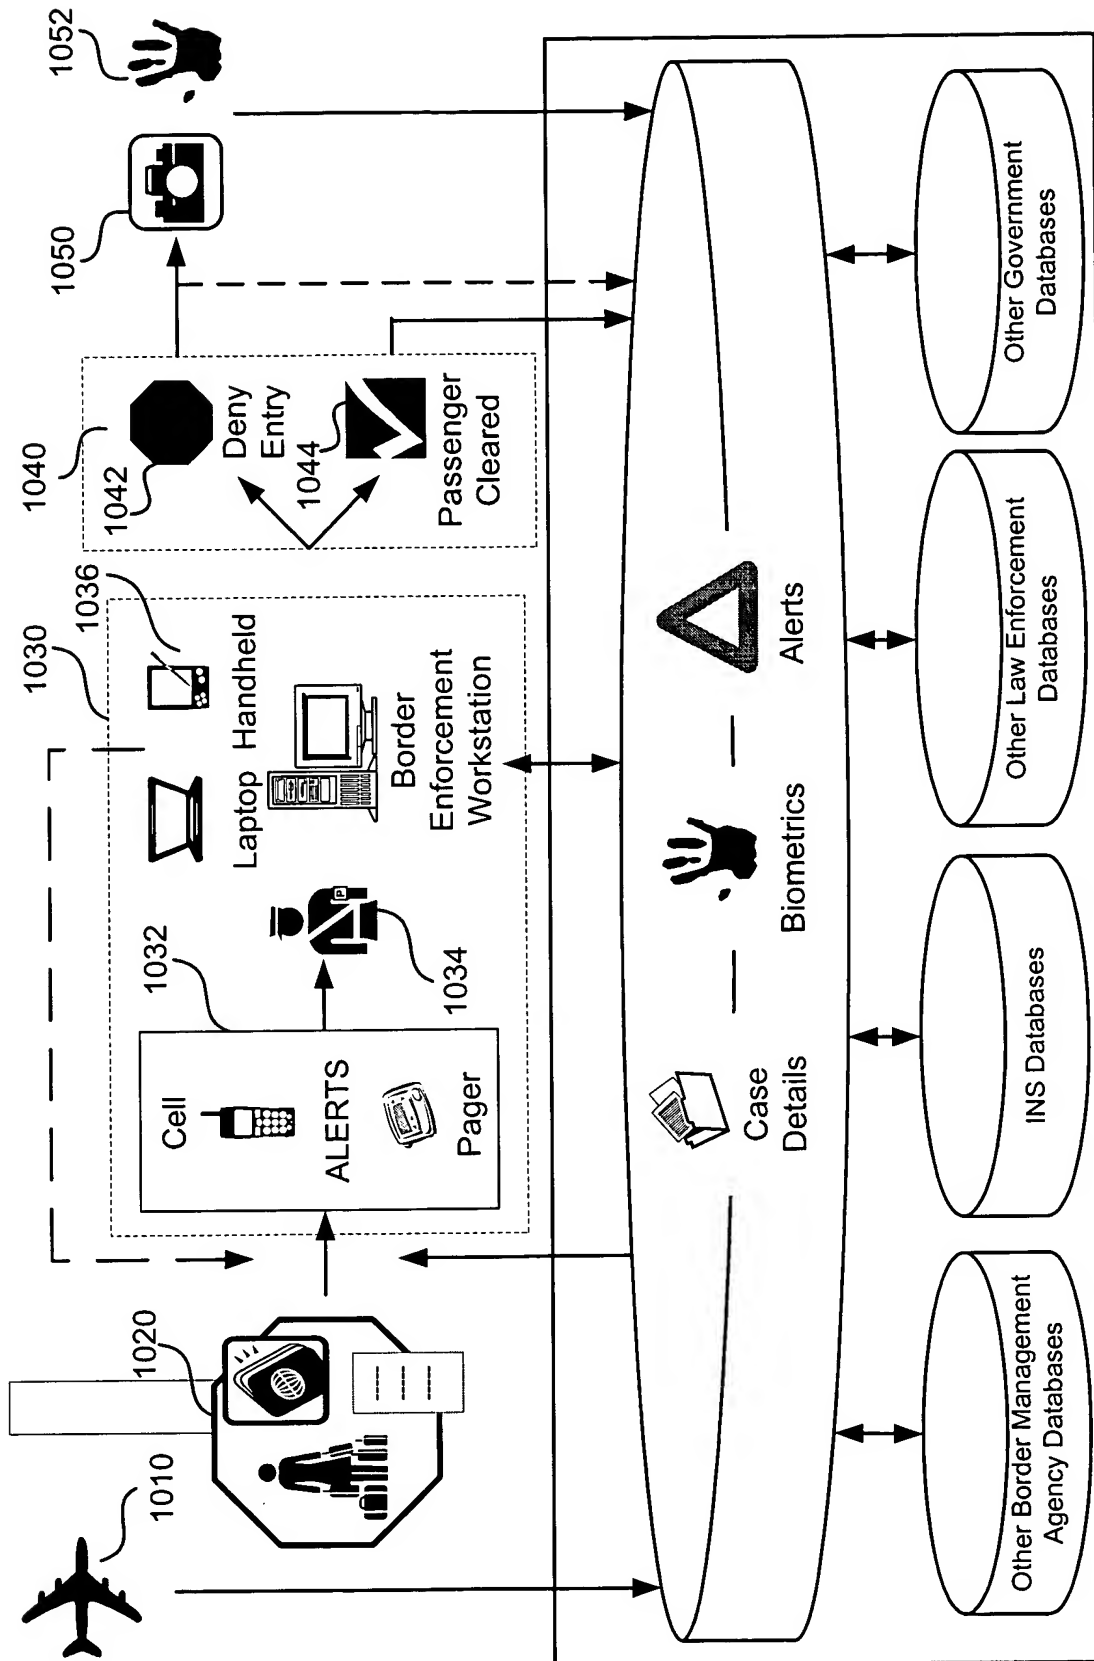 1010
1020
Cell
ALERTS
Pager
1032
1034
1030
1036
Laptop
Handheld
Border
Enforcement
Workstation
P
1040
1042
Deny
Entry
1044
Passenger
Cleared
1050
1052
Case
Details
Biometrics
Alerts
Other Border Management
Agency Databases
INS Databases
Other Law Enforcement
Databases
Other Government
Databases